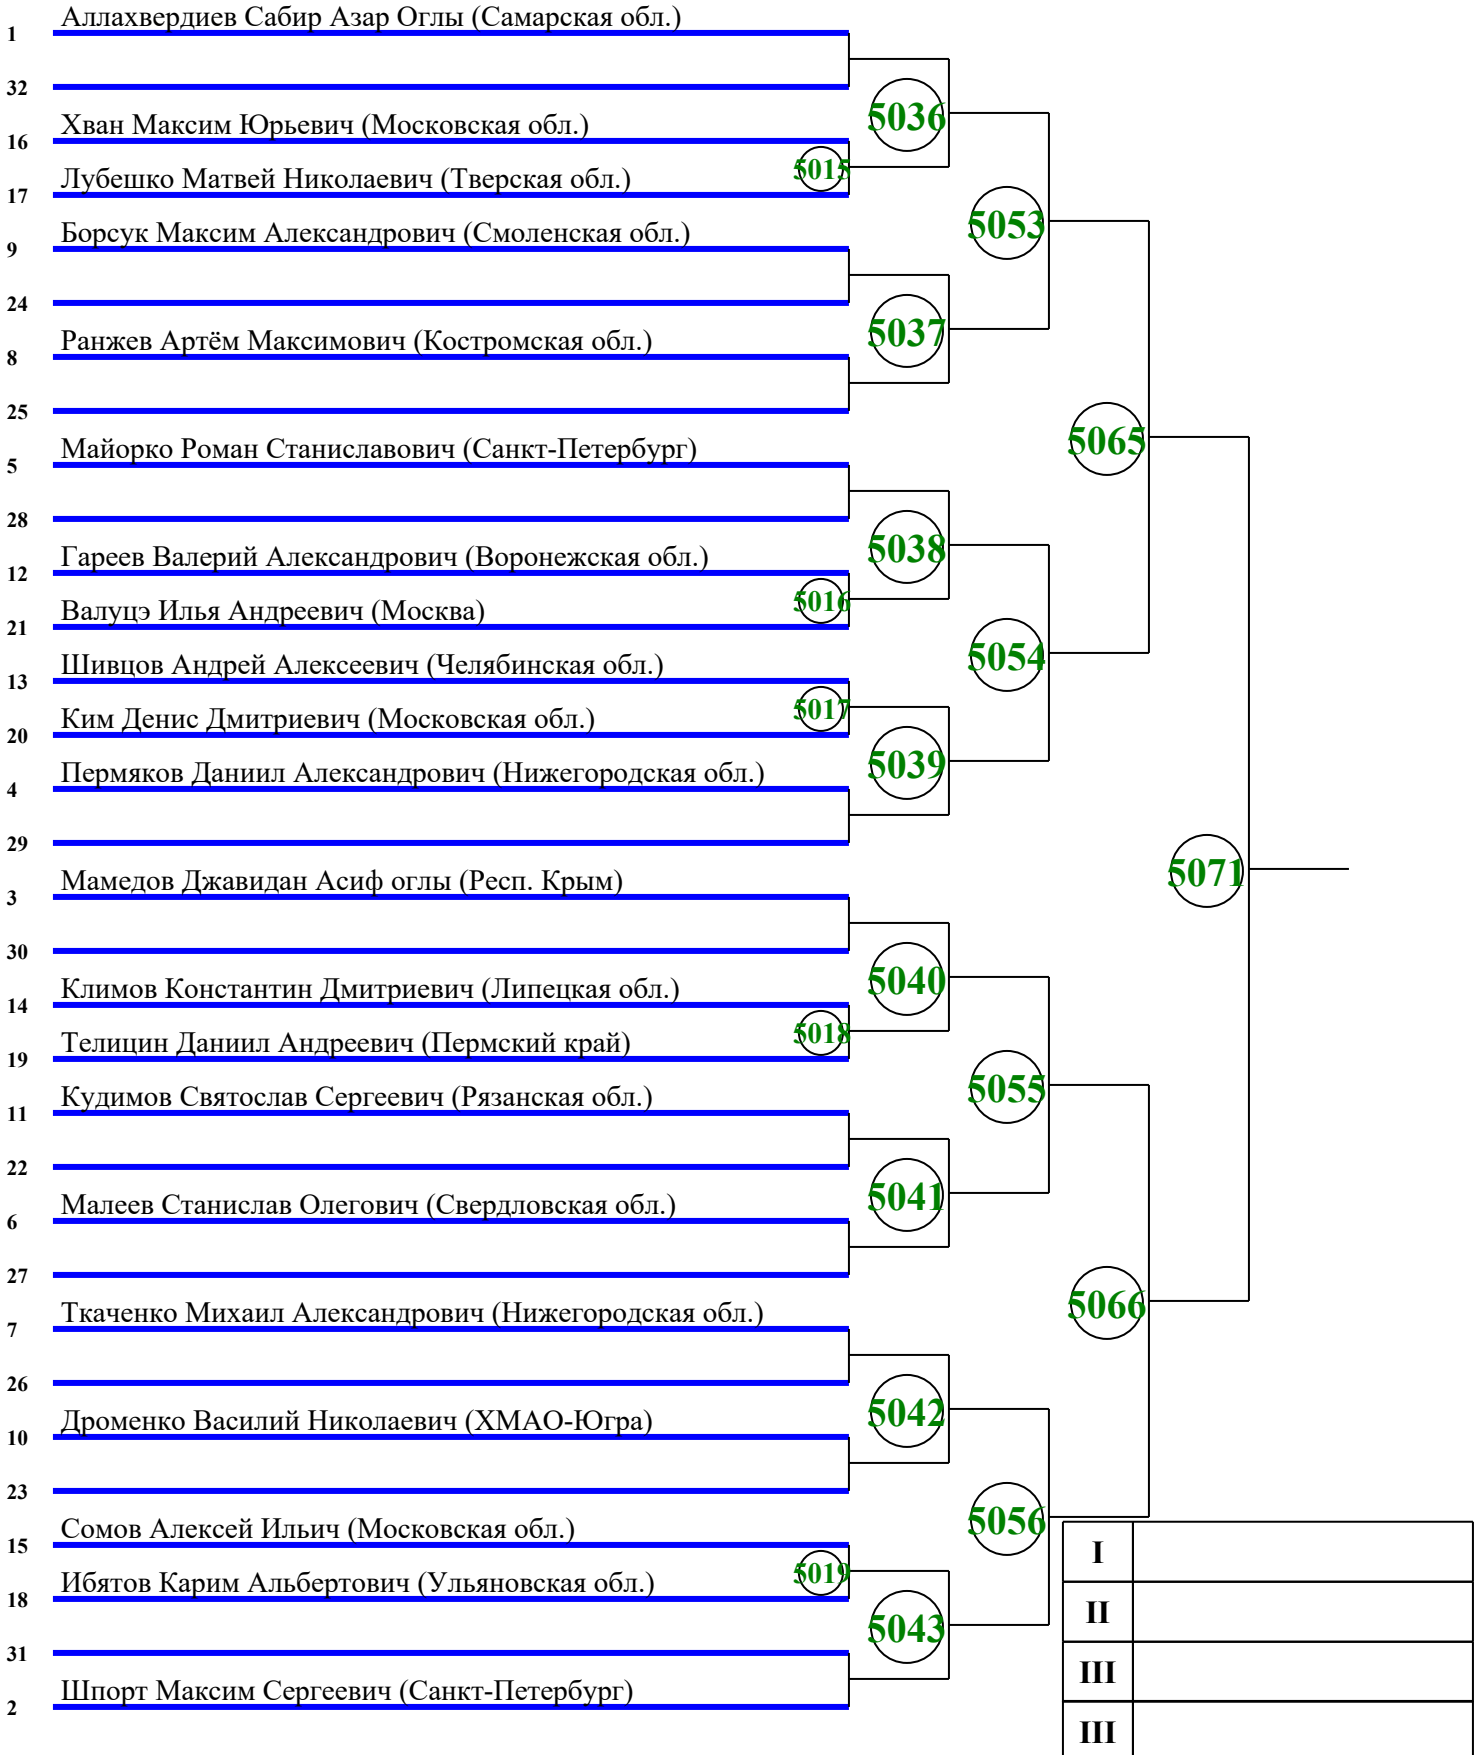 Аллахвердиев Сабир Азар Оглы (Самарская обл.)
1
32
5036
Хван Максим Юрьевич (Московская обл.)
16
5015
Лубешко Матвей Николаевич (Тверская обл.)
17
5053
Борсук Максим Александрович (Смоленская обл.)
9
24
5037
Ранжев Артём Максимович (Костромская обл.)
8
25
5065
Майорко Роман Станиславович (Санкт-Петербург)
5
28
5038
Гареев Валерий Александрович (Воронежская обл.)
12
5016
Валуцэ Илья Андреевич (Москва)
21
5054
Шивцов Андрей Алексеевич (Челябинская обл.)
13
5017
Ким Денис Дмитриевич (Московская обл.)
20
5039
Пермяков Даниил Александрович (Нижегородская обл.)
4
29
5071
Мамедов Джавидан Асиф оглы (Респ. Крым)
3
30
5040
Климов Константин Дмитриевич (Липецкая обл.)
14
5018
Телицин Даниил Андреевич (Пермский край)
19
5055
Кудимов Святослав Сергеевич (Рязанская обл.)
11
22
5041
Малеев Станислав Олегович (Свердловская обл.)
6
27
5066
Ткаченко Михаил Александрович (Нижегородская обл.)
7
26
5042
Дроменко Василий Николаевич (ХМАО-Югра)
10
23
5056
Сомов Алексей Ильич (Московская обл.)
15
5019
Ибятов Карим Альбертович (Ульяновская обл.)
18
5043
31
Шпорт Максим Сергеевич (Санкт-Петербург)
2
I
II
III
III